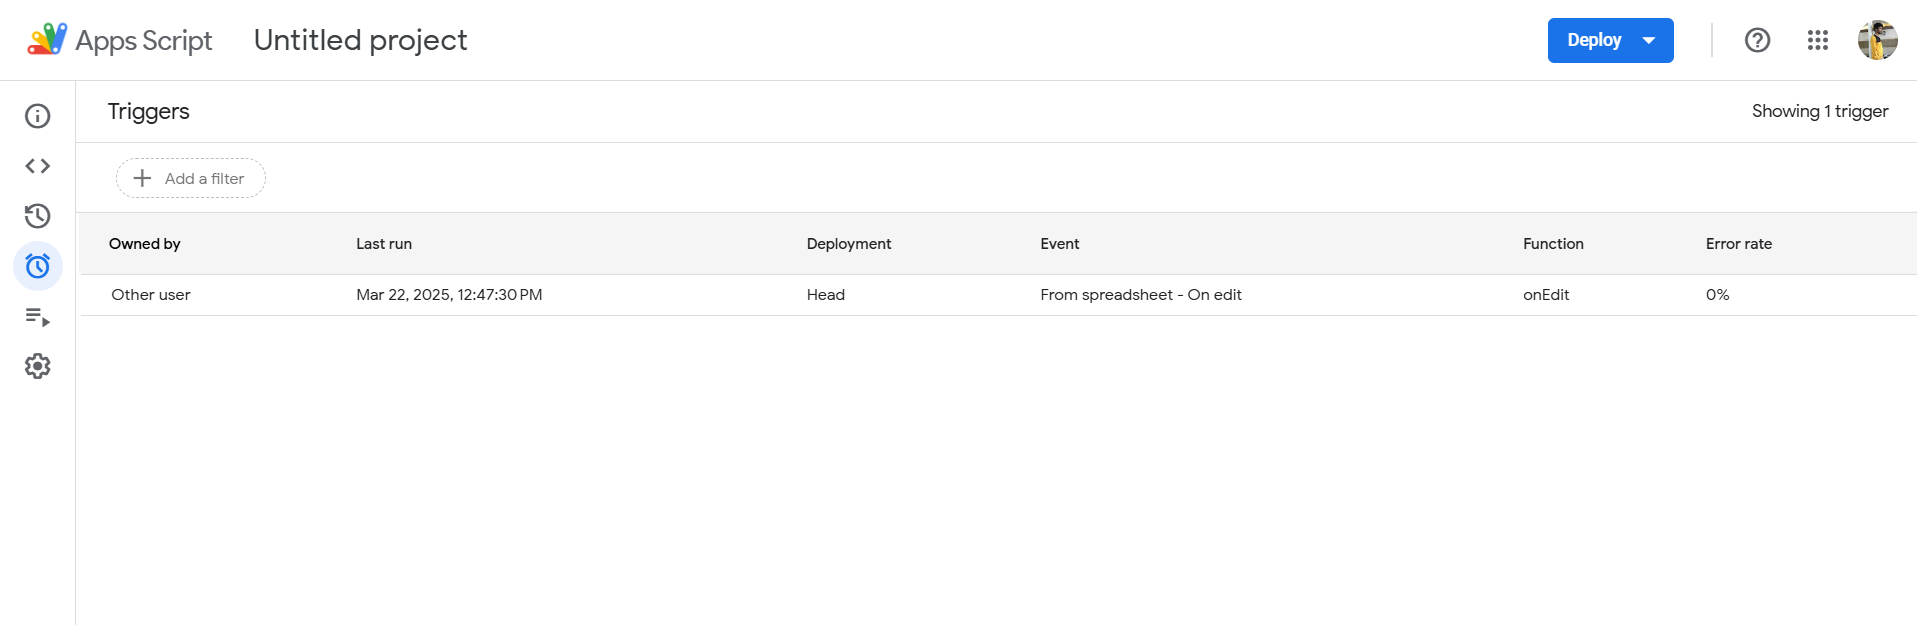 Apps Script Untitled project Deploy
Triggers Showing 1 trigger
Add a filter
Owned by Last run Deployment Event Function Error rate
Other user Mar 22, 2025, 12:47:30 PM Head From spreadsheet - On edit onEdit 0%